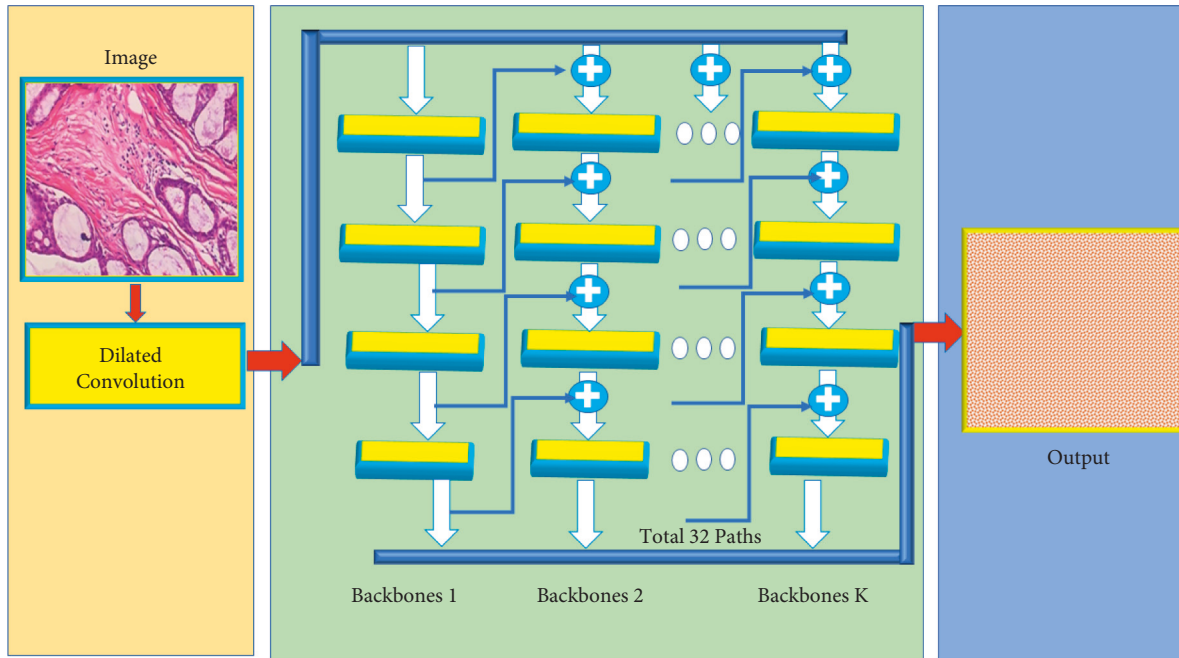 Image
Dilated
Convolution
Total 32 Paths
Backbones 1
Backbones 2
Backbones K
Output